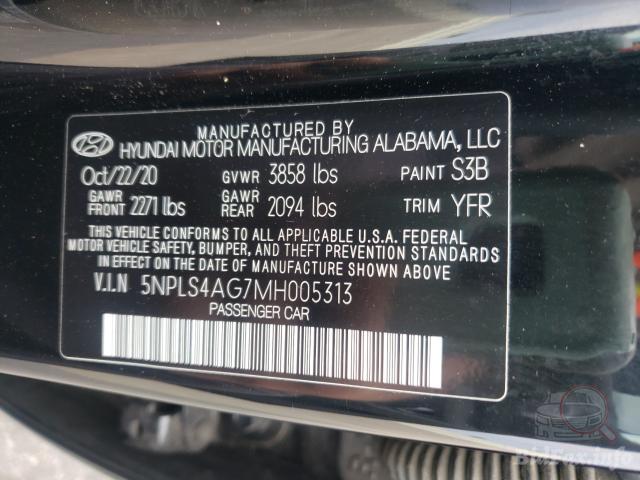 MANUFACTURED BY
HYUNDAI MOTOR MANUFACTURING ALABAMA, LLC
Oct/22/20 GVWR 3858 lbs PAINT S3B
GAWR FRONT 2271 lbs GAWR REAR 2094 lbs TRIM YFR
THIS VEHICLE CONFORMS TO ALL APPLICABLE U.S.A. FEDERAL
MOTOR VEHICLE SAFETY, BUMPER, AND THEFT PREVENTION STANDARDS
IN EFFECT ON THE DATE OF MANUFACTURE SHOWN ABOVE.
V.I.N 5NPLS4AG7MH005313
PASSENGER CAR
BidFax.info